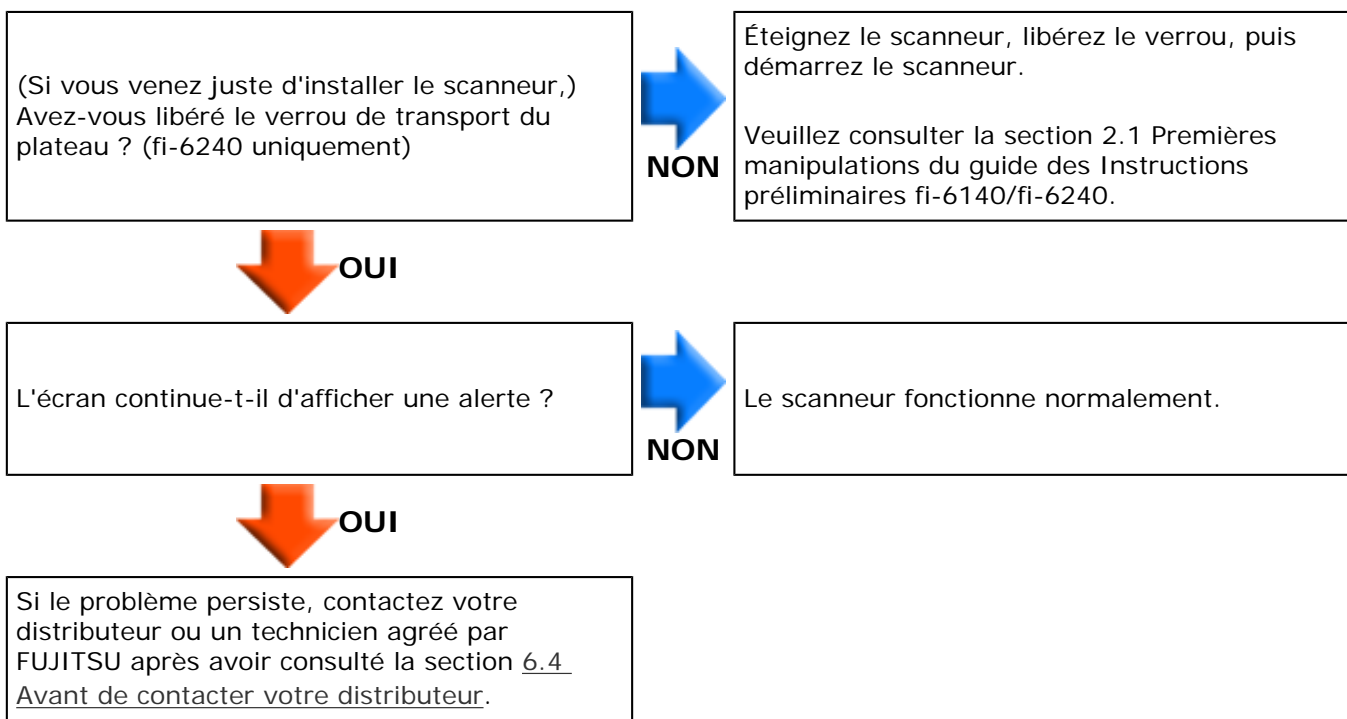 (Si vous venez juste d'installer le scanneur,)
Avez-vous libéré le verrou de transport du
plateau ? (fi-6240 uniquement)
NON
Éteignez le scanneur, libérez le verrou, puis
démarrez le scanneur.
Veuillez consulter la section 2.1 Premières
manipulations du guide des Instructions
préliminaires fi-6140/fi-6240.
OUI
L'écran continue-t-il d'afficher une alerte ?
NON
Le scanneur fonctionne normalement.
OUI
Si le problème persiste, contactez votre
distributeur ou un technicien agréé par
FUJITSU après avoir consulté la section 6.4
Avant de contacter votre distributeur.